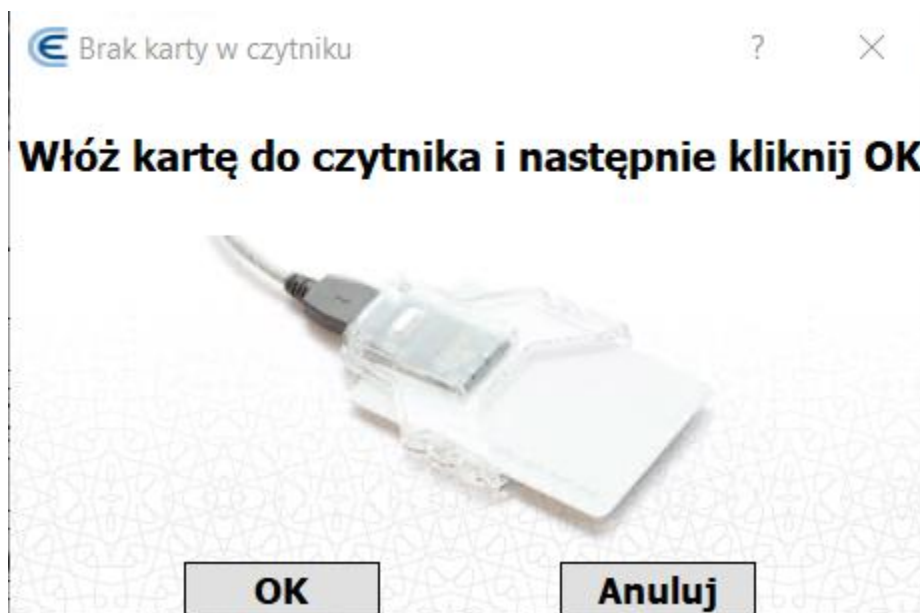 Brak karty w czytniku
Włóż kartę do czytnika i następnie kliknij OK
OK
Anuluj